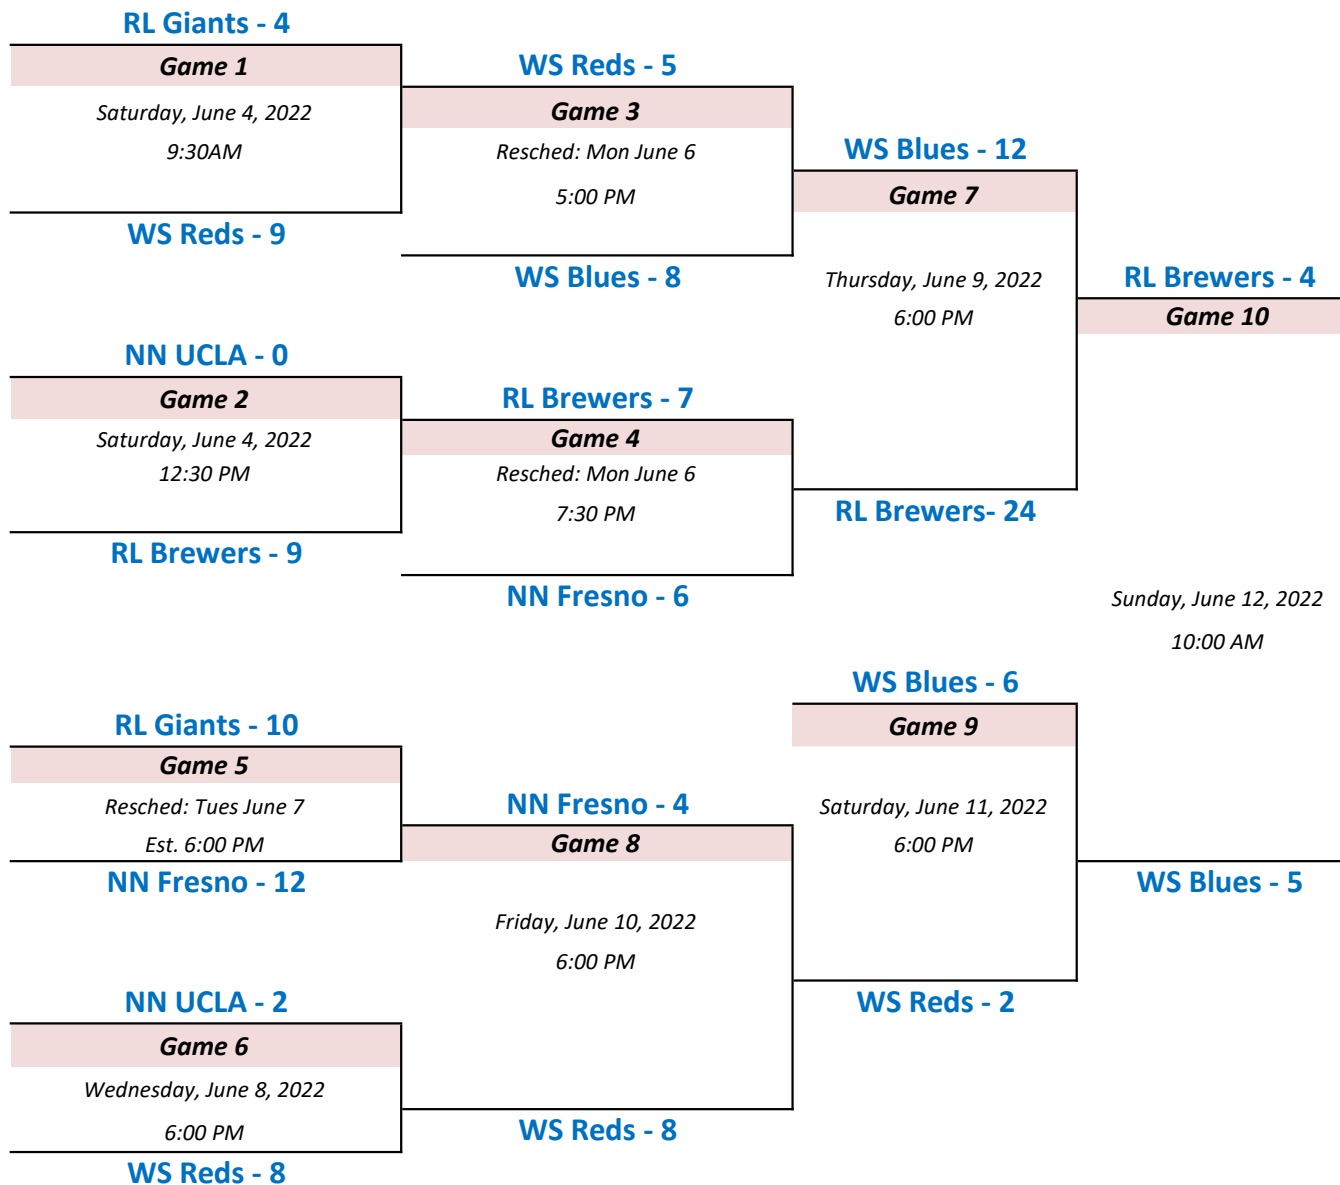 RL Giants - 4
Game 1
Saturday, June 4, 2022
9:30AM
WS Reds - 9
NN UCLA - 0
Game 2
Saturday, June 4, 2022
12:30 PM
RL Brewers - 9
WS Reds - 5
Game 3
Resched: Mon June 6
5:00 PM
WS Blues - 8
RL Brewers - 7
Game 4
Resched: Mon June 6
7:30 PM
NN Fresno - 6
WS Blues - 12
Game 7
Thursday, June 9, 2022
6:00 PM
RL Brewers- 24
RL Brewers - 4
Game 10
Sunday, June 12, 2022
10:00 AM
WS Blues - 5
RL Giants - 10
Game 5
Resched: Tues June 7
Est. 6:00 PM
NN Fresno - 12
NN UCLA - 2
Game 6
Wednesday, June 8, 2022
6:00 PM
WS Reds - 8
NN Fresno - 4
Game 8
Friday, June 10, 2022
6:00 PM
WS Reds - 8
WS Blues - 6
Game 9
Saturday, June 11, 2022
6:00 PM
WS Reds - 2